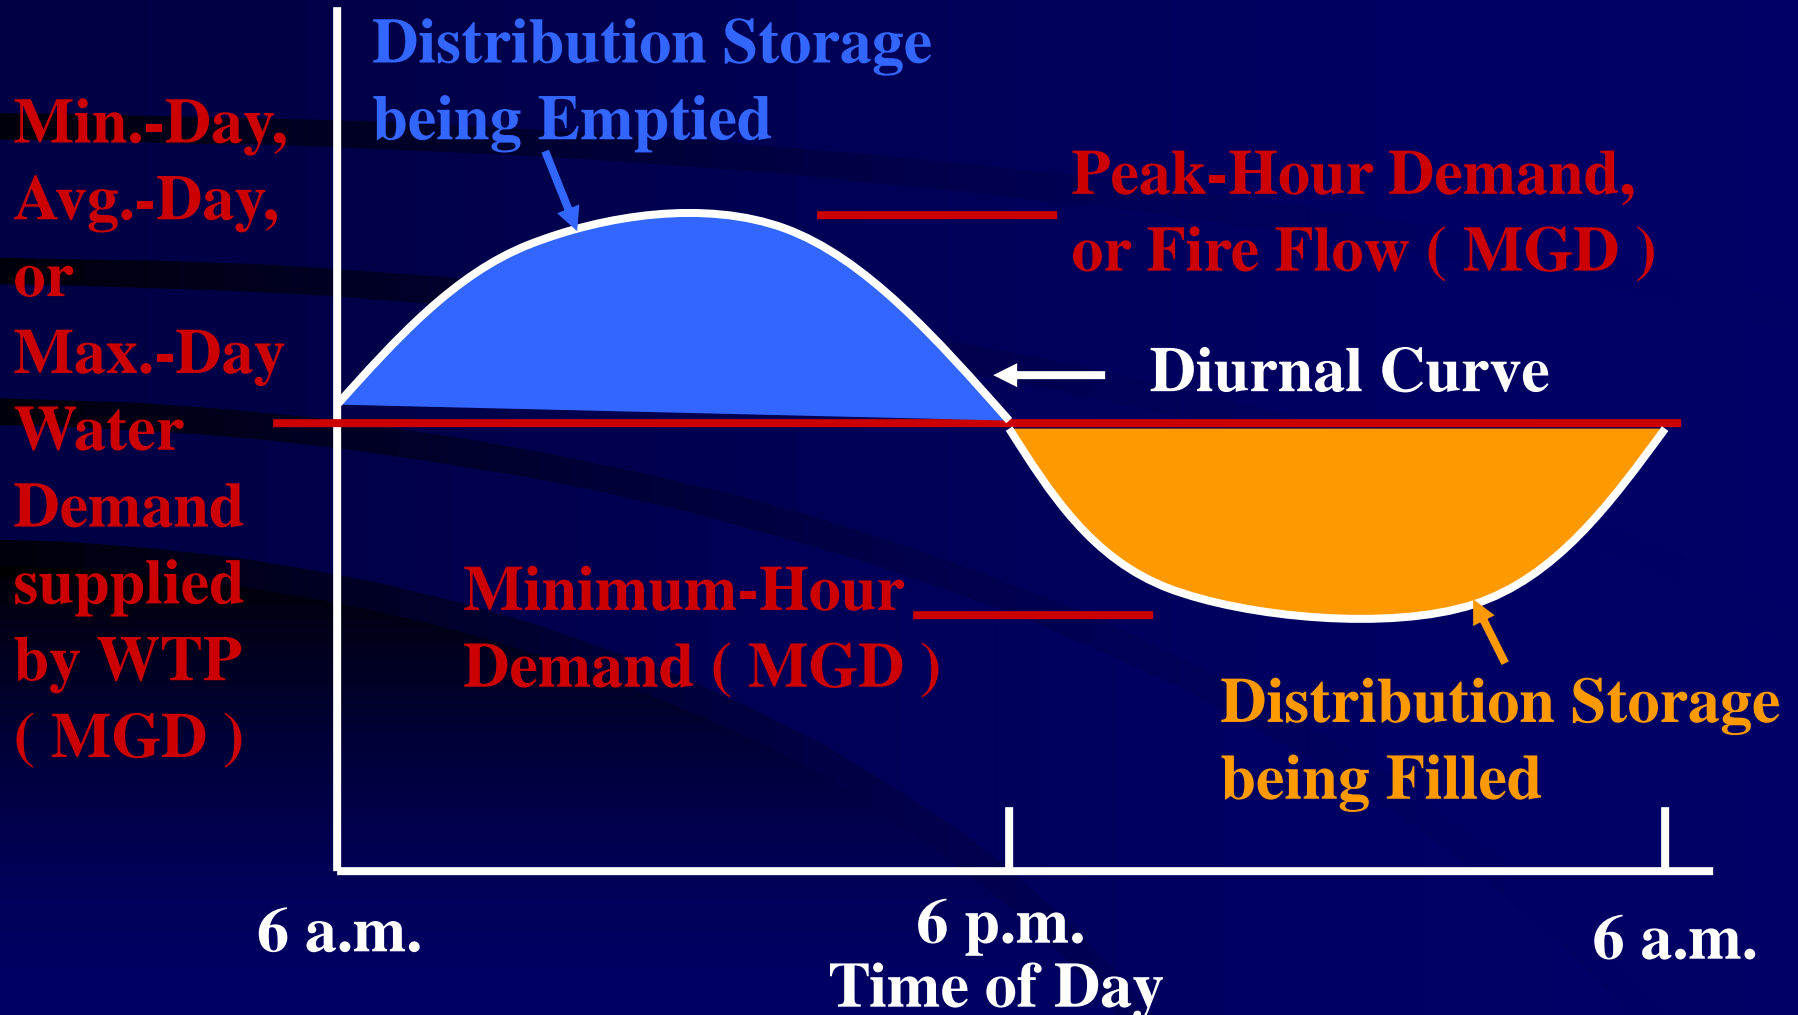 Distribution Storage
being Emptied
Min.-Day,
Avg.-Day,
or
Max.-Day
Water
Demand
supplied
by WTP
( MGD )
Peak-Hour Demand,
or Fire Flow ( MGD )
Diurnal Curve
Minimum-Hour
Demand ( MGD )
Distribution Storage
being Filled
6 a.m.
6 p.m.
6 a.m.
Time of Day